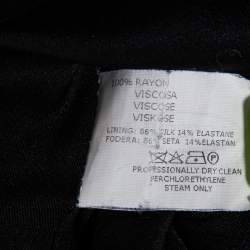 100% RAYON
VISCOSA
VISCOSE
VISKOSE
LINING: 86% SILK 14% ELASTANE
FODERA: 86% SETA 14% ELASTAN
PROFESSIONALLY DRY CLEAN
PERCHLORETHYLENE
STEAM ONLY